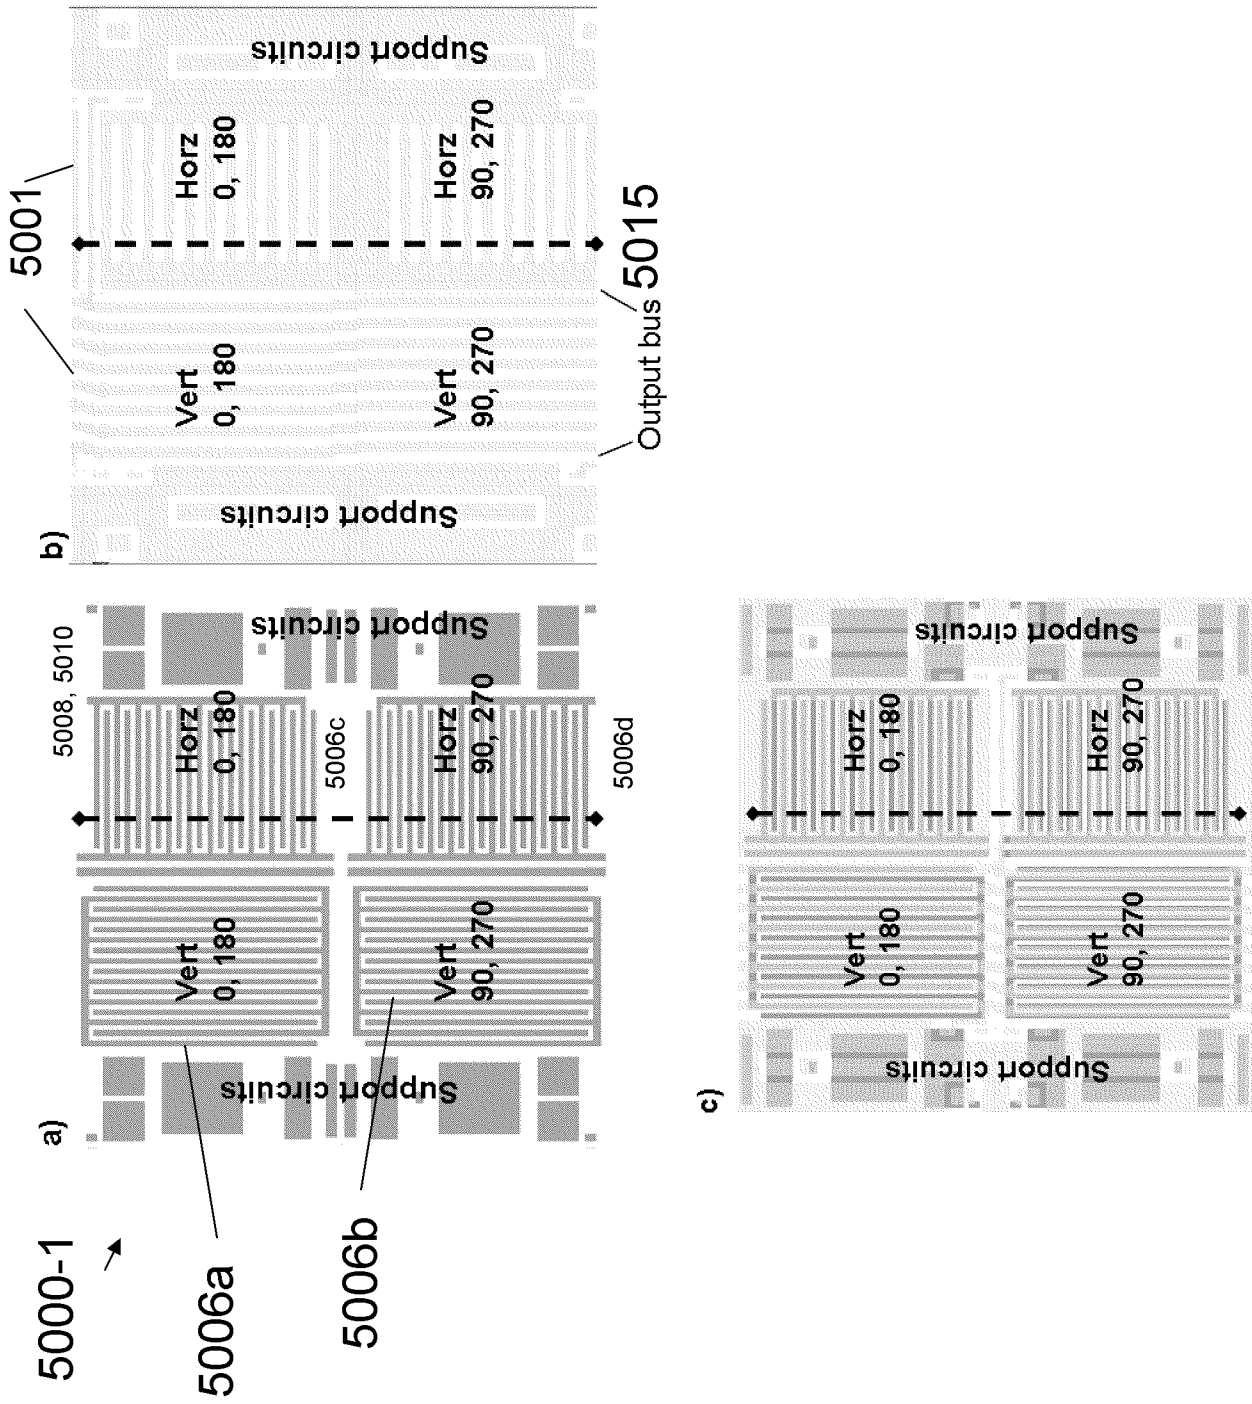 5000-1
5006a
5006b
a)
5008, 5010
Support circuits
Vert
0, 180
Horz
0, 180
Support circuits
5006c
Vert
90, 270
Horz
90, 270
5006d
b)
5001
Support circuits
Vert
0, 180
Horz
0, 180
Support circuits
Vert
90, 270
Horz
90, 270
Output bus
5015
c)
Support circuits
Vert
0, 180
Horz
0, 180
Support circuits
Vert
90, 270
Horz
90, 270